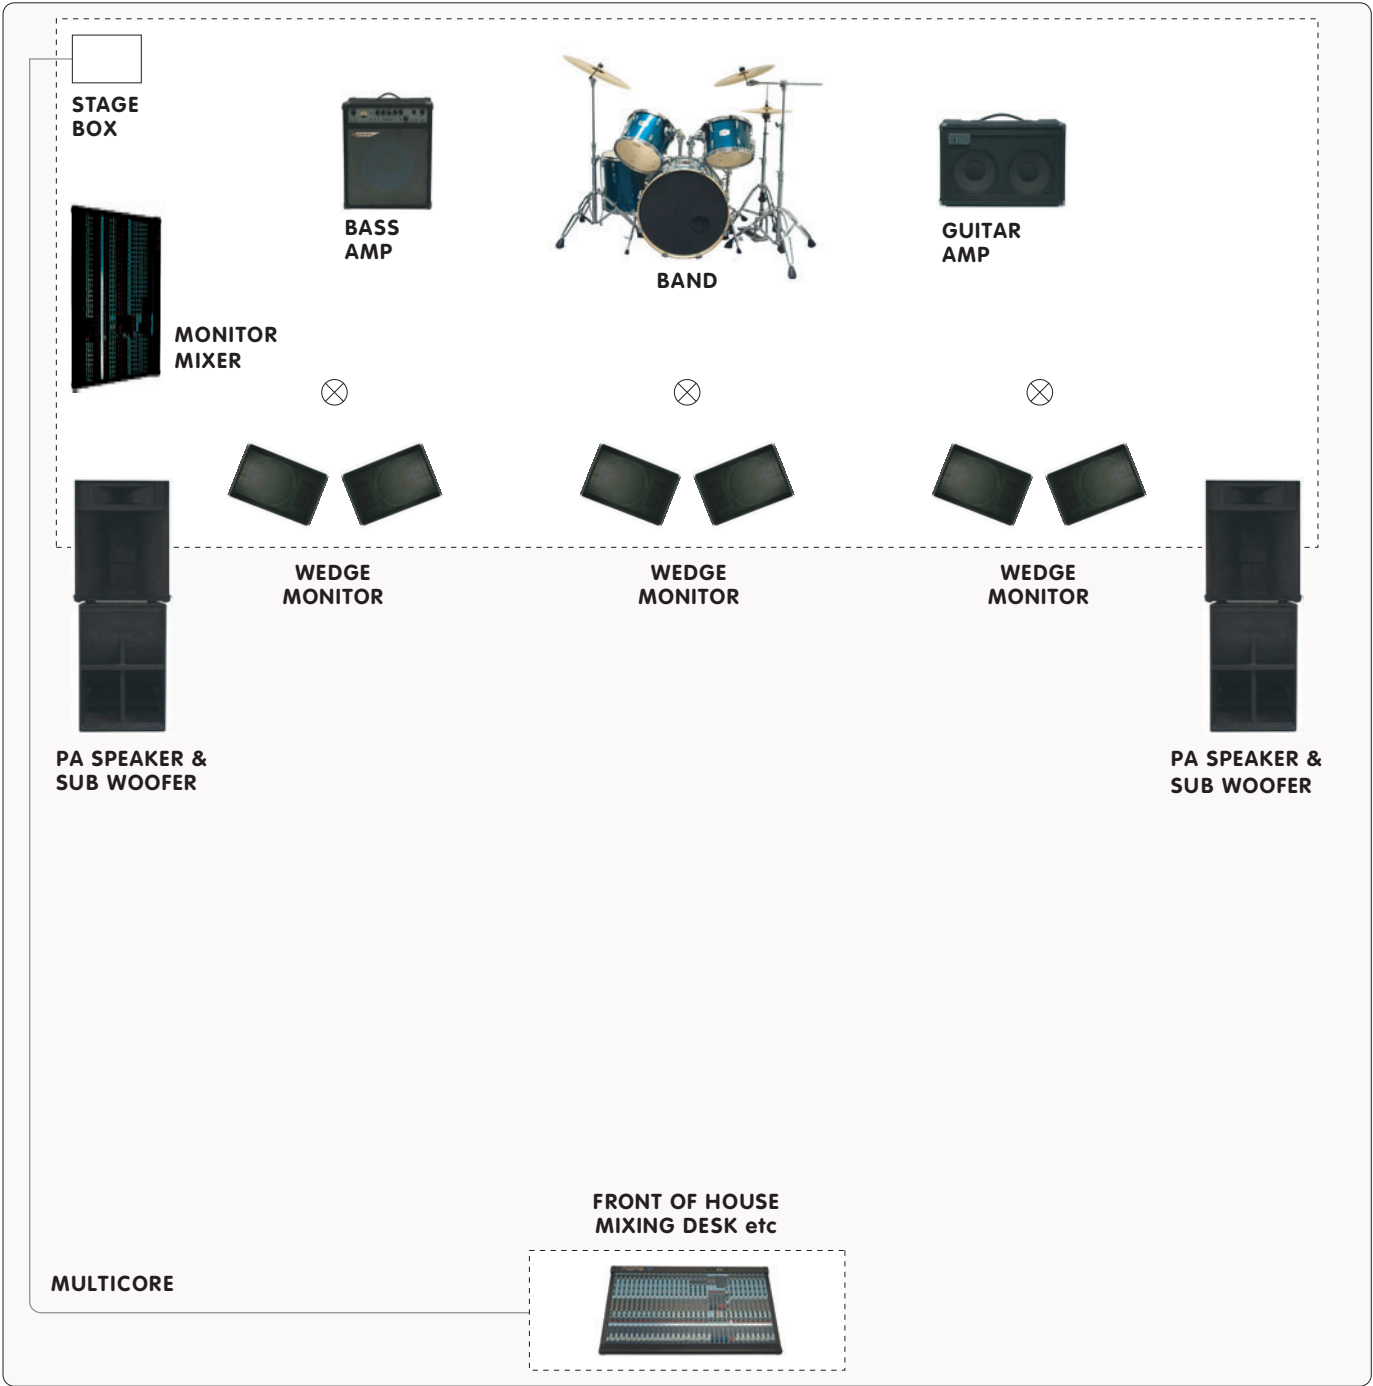 STAGE
BOX
BASS
AMP
BAND
GUITAR
AMP
MONITOR
MIXER
WEDGE
MONITOR
WEDGE
MONITOR
WEDGE
MONITOR
PA SPEAKER &
SUB WOOFER
PA SPEAKER &
SUB WOOFER
FRONT OF HOUSE
MIXING DESK etc
MULTICORE